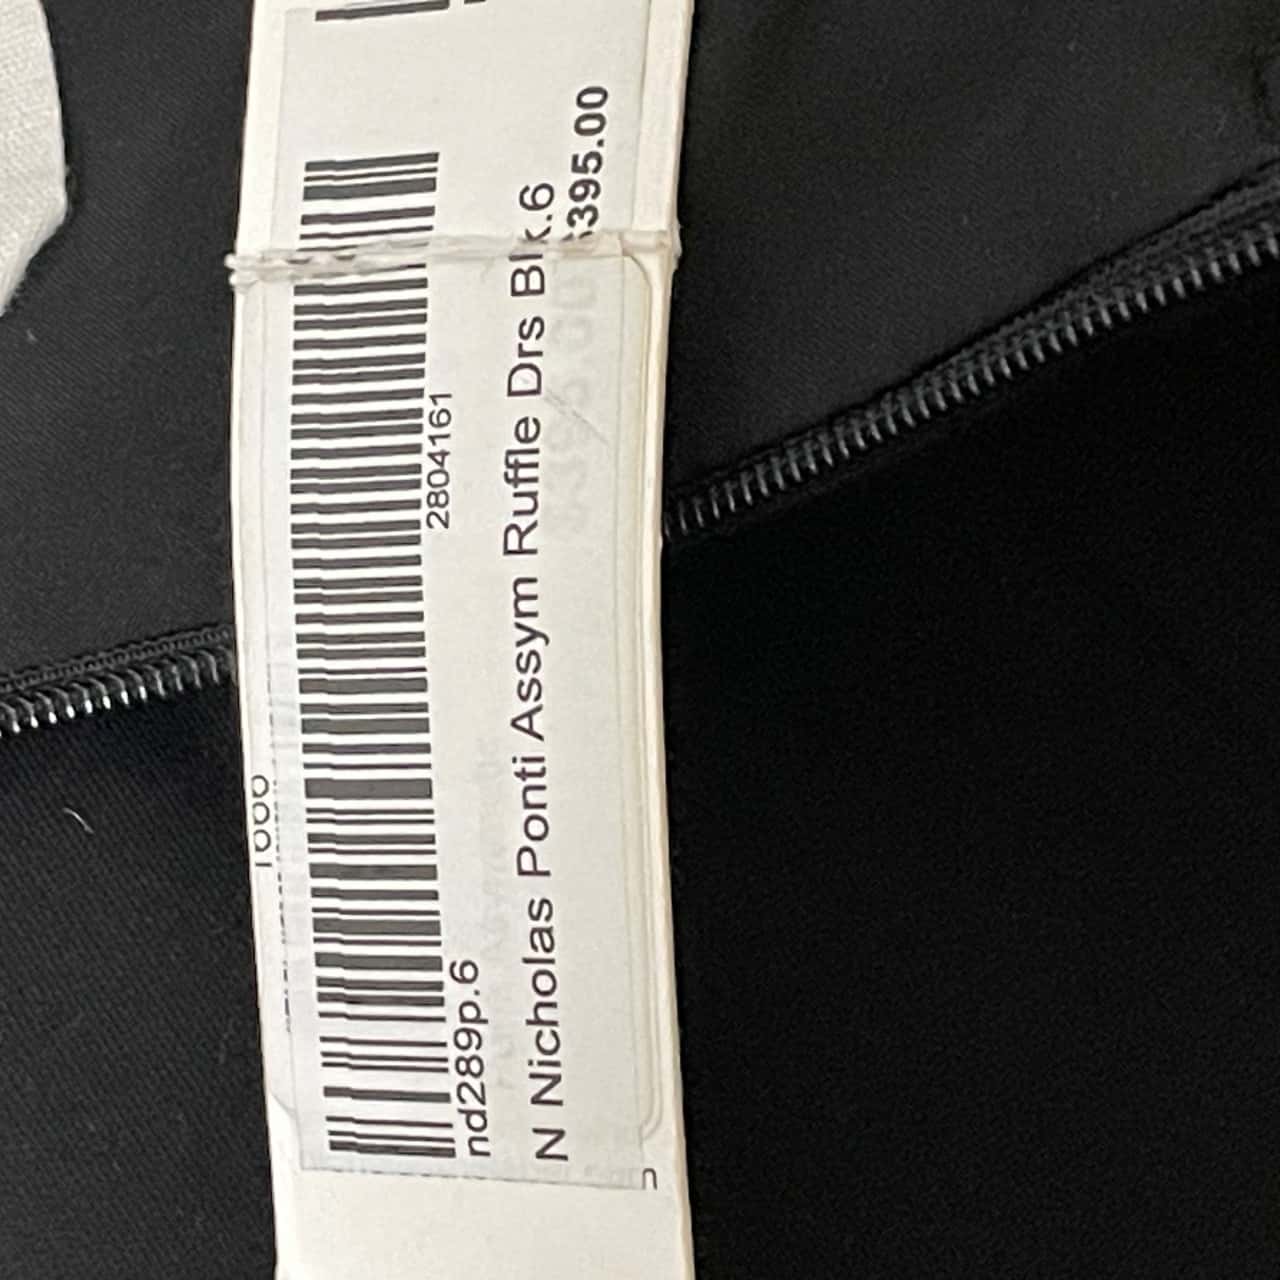 2804161
nd289p.6
N Nicholas Ponti Assym Ruffle Drs Blk.6
$395.00